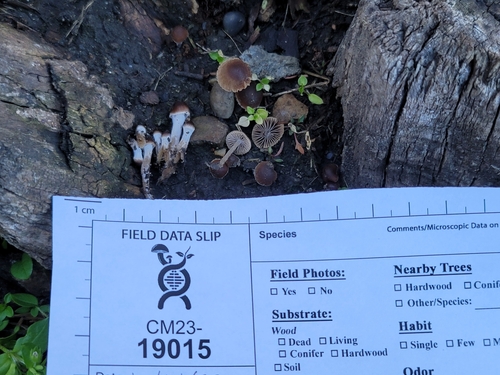 1 cm
FIELD DATA SLIP
CM23-
19015
Species
Comments/Microscopic Data on
Field Photos:
☐ Yes ☐ No
Substrate:
Wood
☐ Dead ☐ Living
☐ Conifer ☐ Hardwood
☐ Soil
Nearby Trees
☐ Hardwood ☐ Conif
☐ Other/Species:
Habit
☐ Single ☐ Few ☐ M
Odor